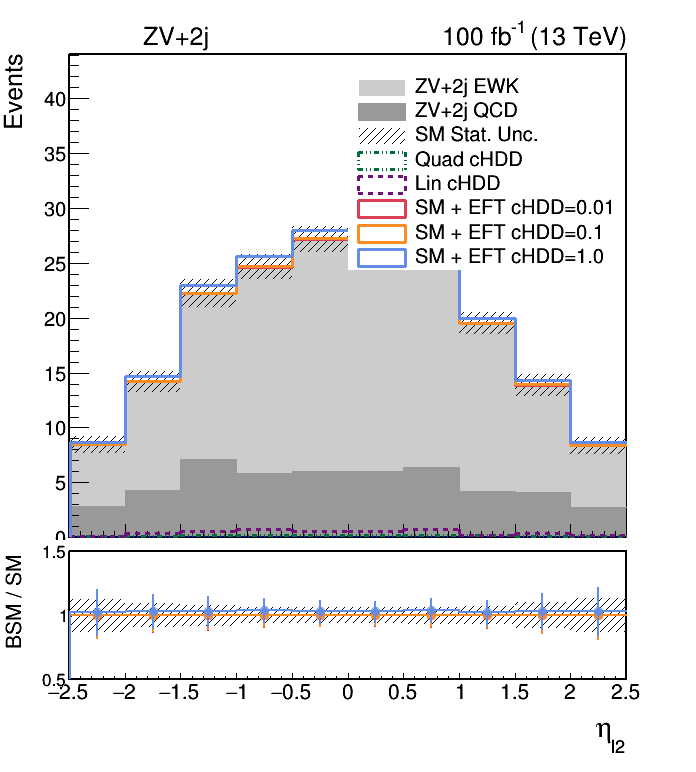 ZV+2j 100 fb⁻¹ (13 TeV)
Events
40
35
30
25
20
15
10
5
0
ZV+2j EWK
ZV+2j QCD
SM Stat. Unc.
Quad cHDD
Lin cHDD
SM + EFT cHDD=0.01
SM + EFT cHDD=0.1
SM + EFT cHDD=1.0
BSM / SM
1.5
1
0.5
−2.5 −2 −1.5 −1 −0.5 0 0.5 1 1.5 2 2.5
η_l2